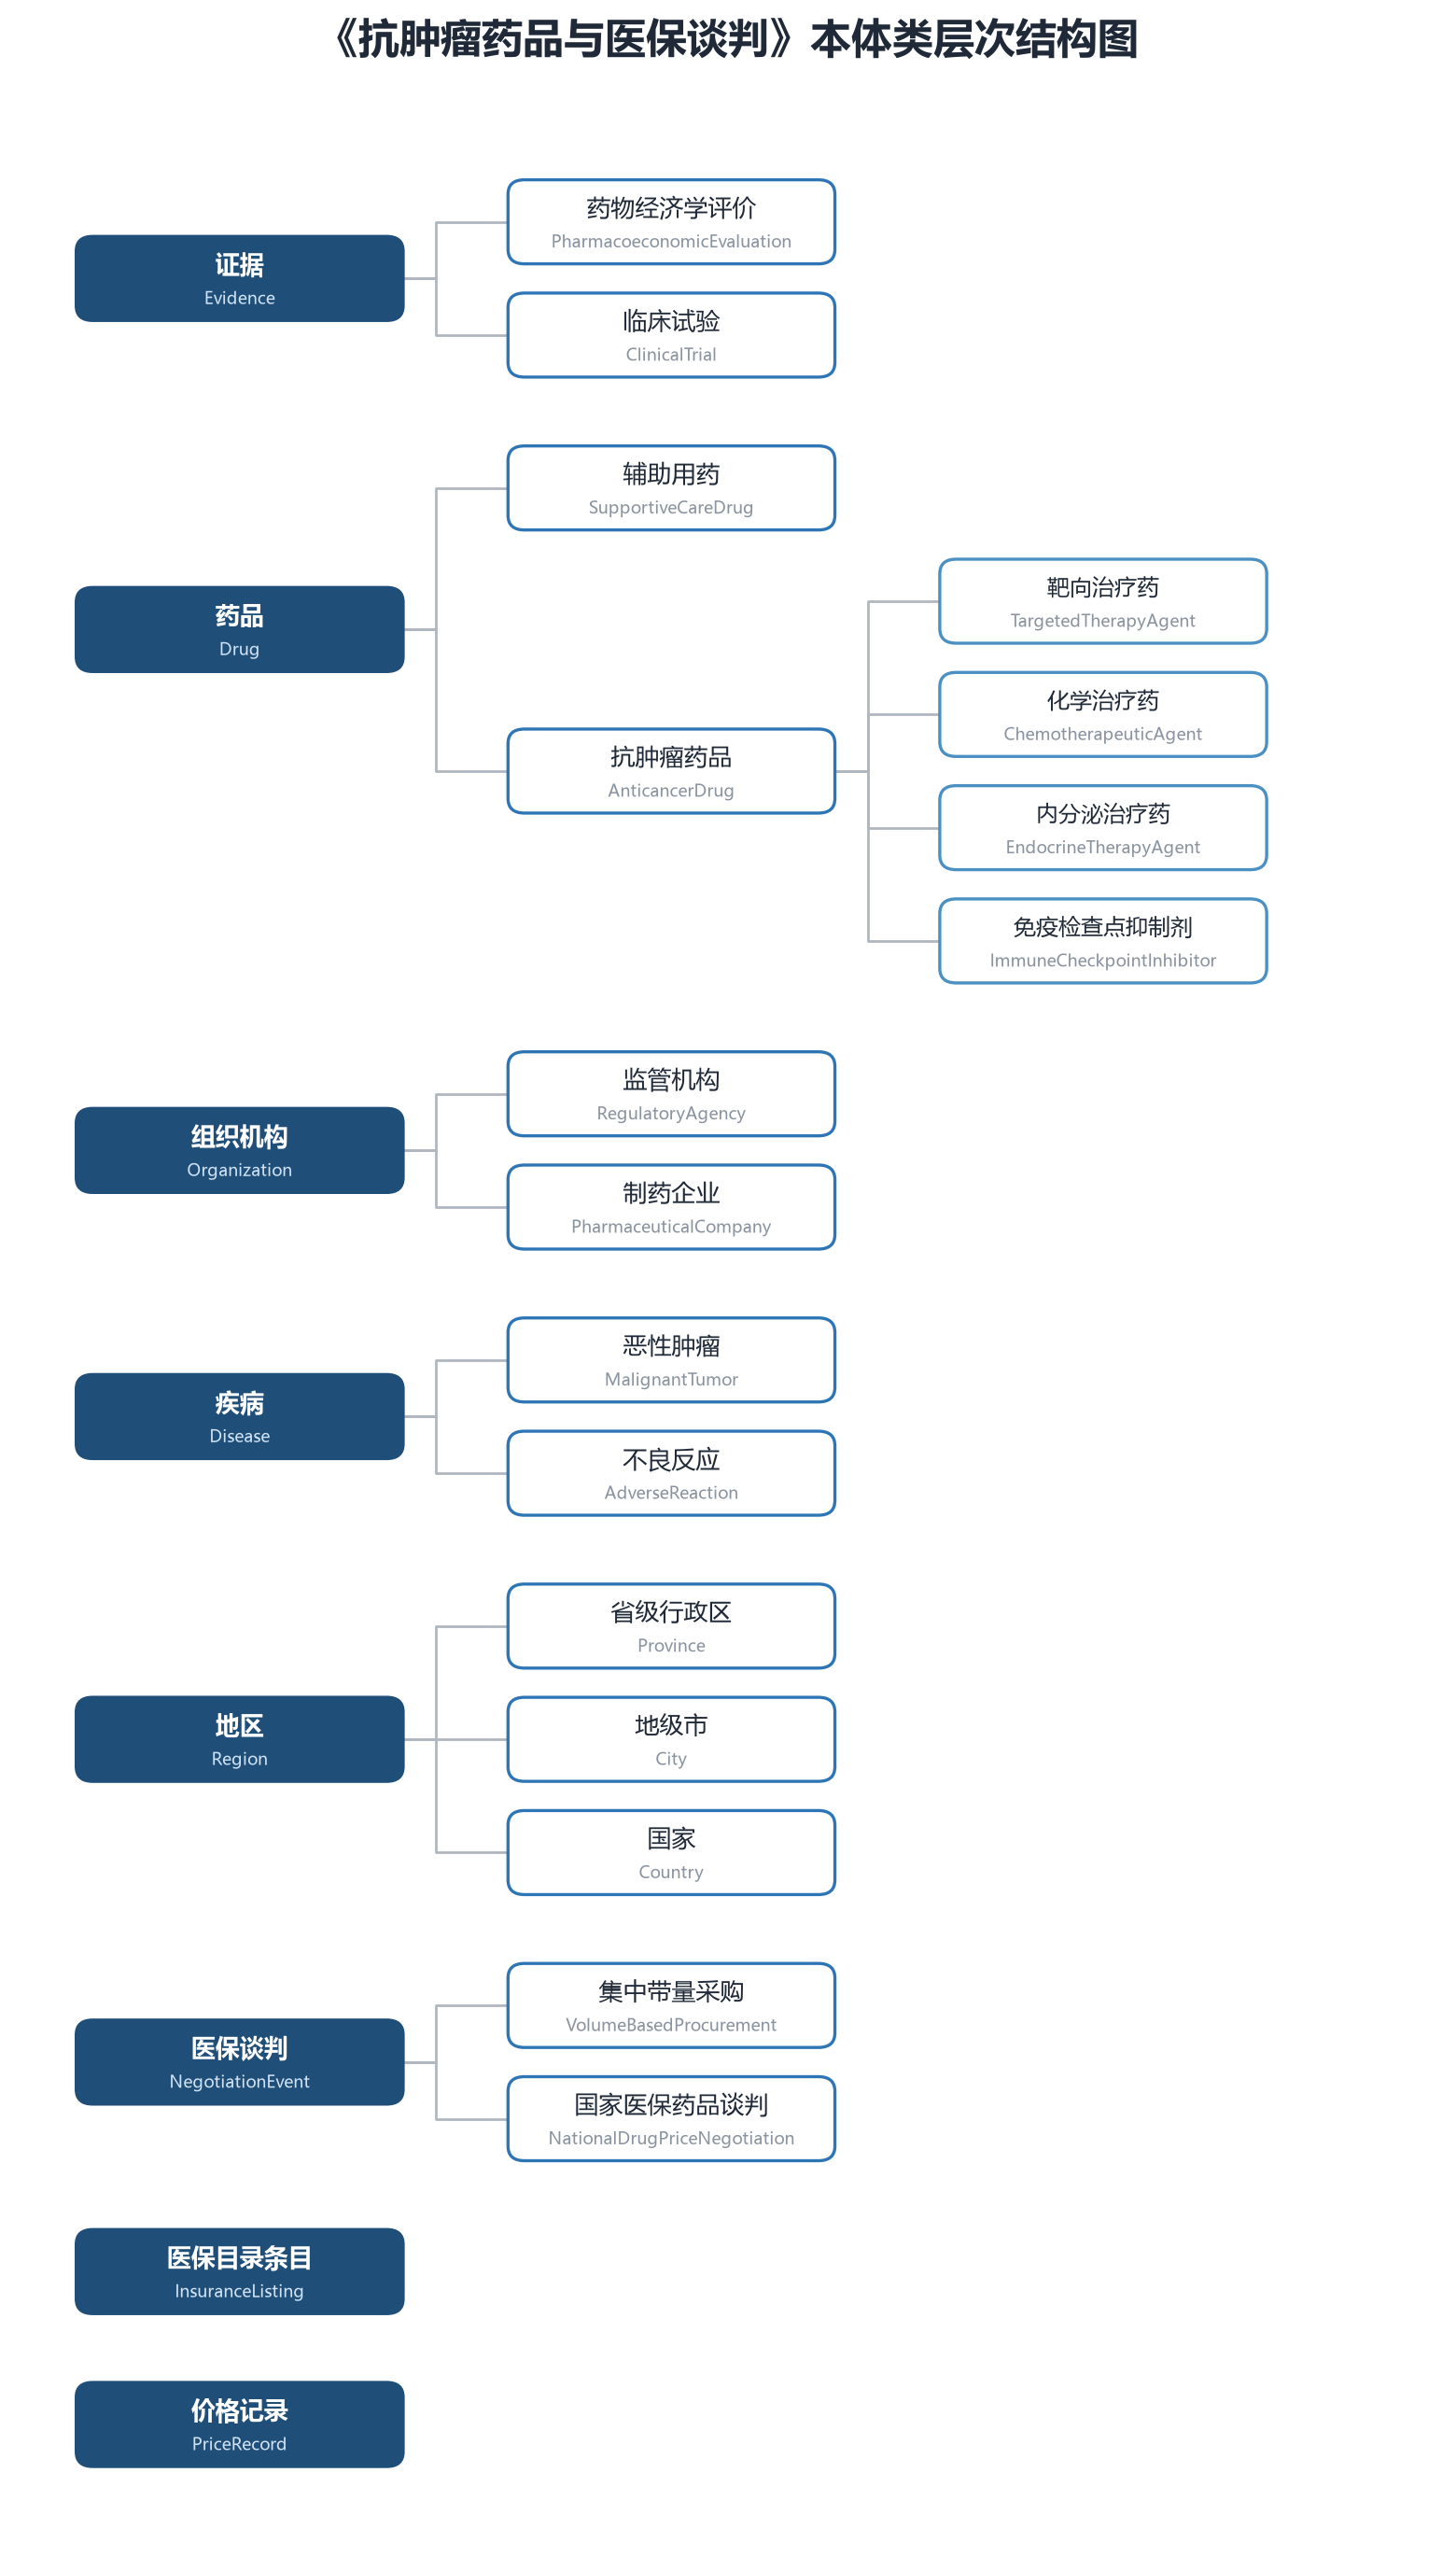 《抗肿瘤药品与医保谈判》本体类层次结构图
证据
Evidence
药物经济学评价
PharmacoeconomicEvaluation
临床试验
ClinicalTrial
药品
Drug
辅助用药
SupportiveCareDrug
抗肿瘤药品
AnticancerDrug
靶向治疗药
TargetedTherapyAgent
化学治疗药
ChemotherapeuticAgent
内分泌治疗药
EndocrineTherapyAgent
免疫检查点抑制剂
ImmuneCheckpointInhibitor
组织机构
Organization
监管机构
RegulatoryAgency
制药企业
PharmaceuticalCompany
疾病
Disease
恶性肿瘤
MalignantTumor
不良反应
AdverseReaction
地区
Region
省级行政区
Province
地级市
City
国家
Country
医保谈判
NegotiationEvent
集中带量采购
VolumeBasedProcurement
国家医保药品谈判
NationalDrugPriceNegotiation
医保目录条目
InsuranceListing
价格记录
PriceRecord